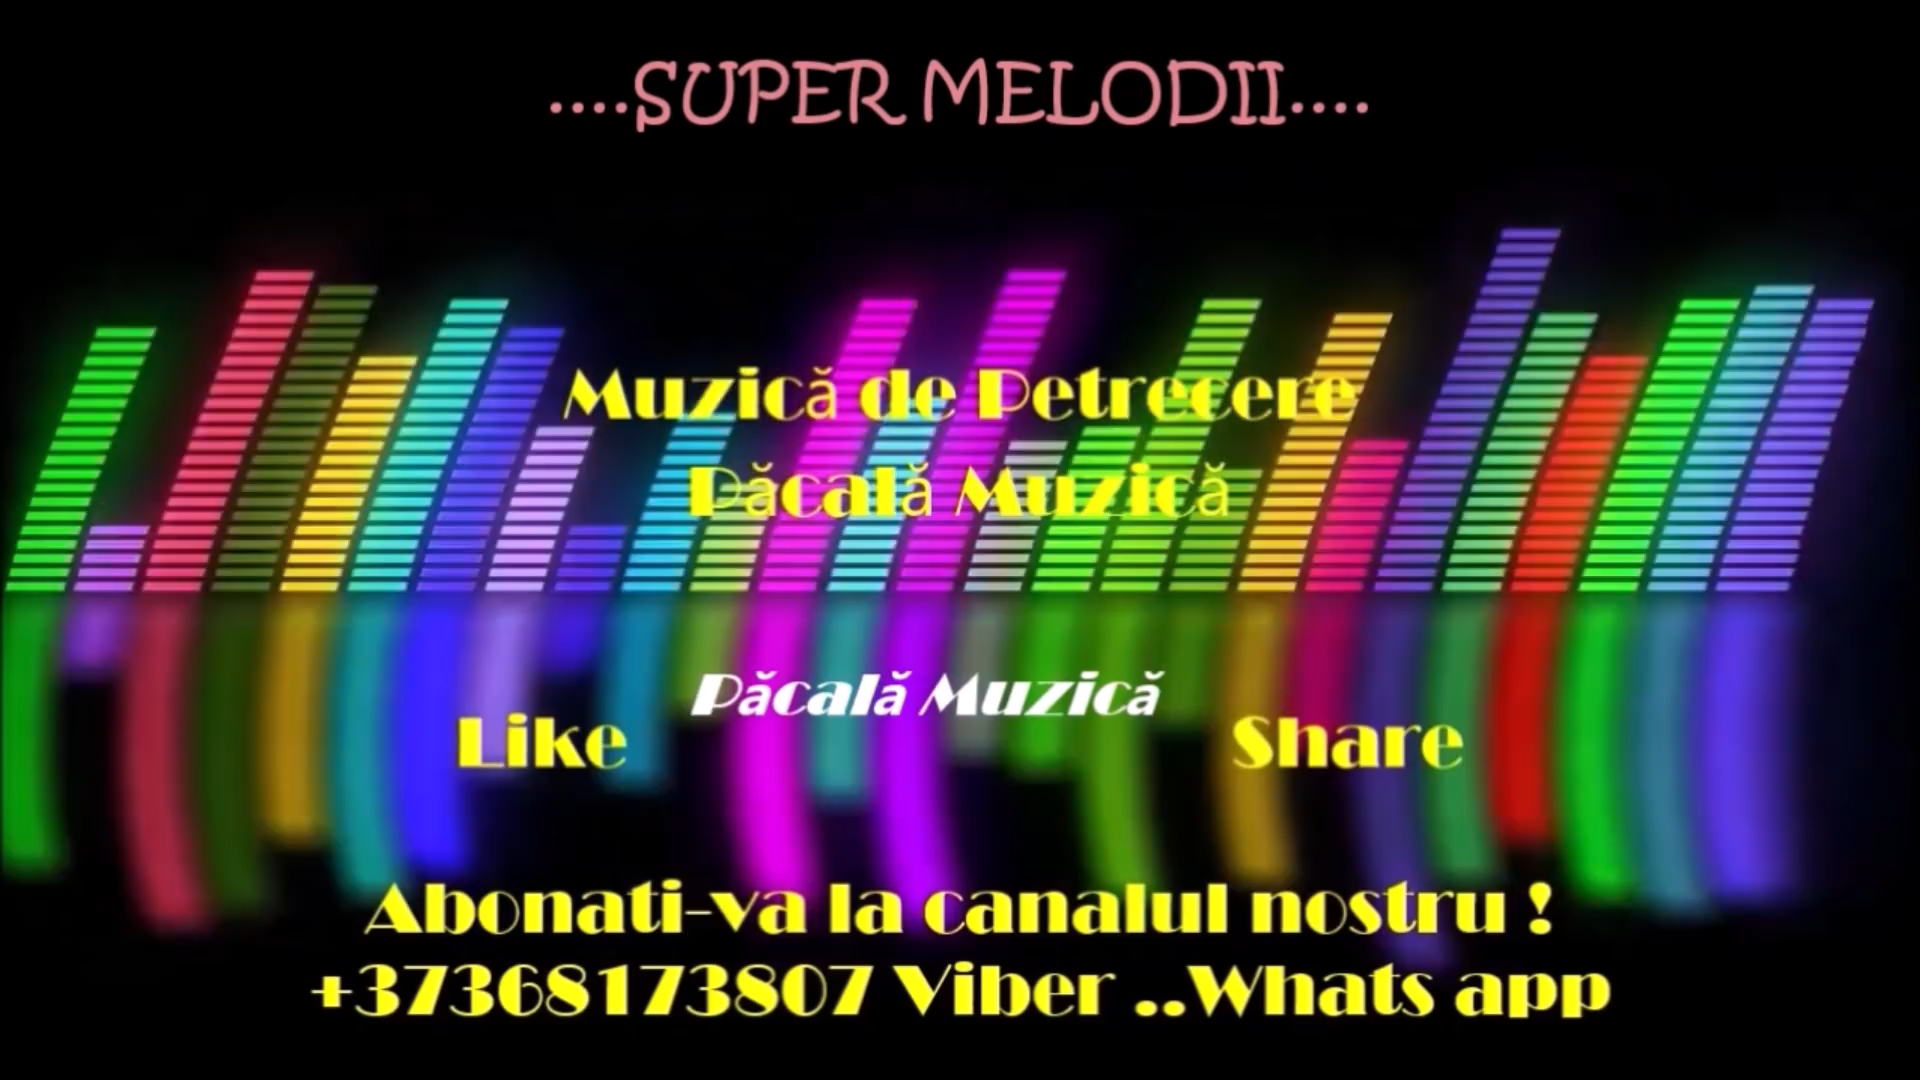 ....SUPER MELODII....
Muzică de Petrecere
Păcală Muzică
Păcală Muzică
Like Share
Abonati-va la canalul nostru !
+37368173807 Viber ..Whats app